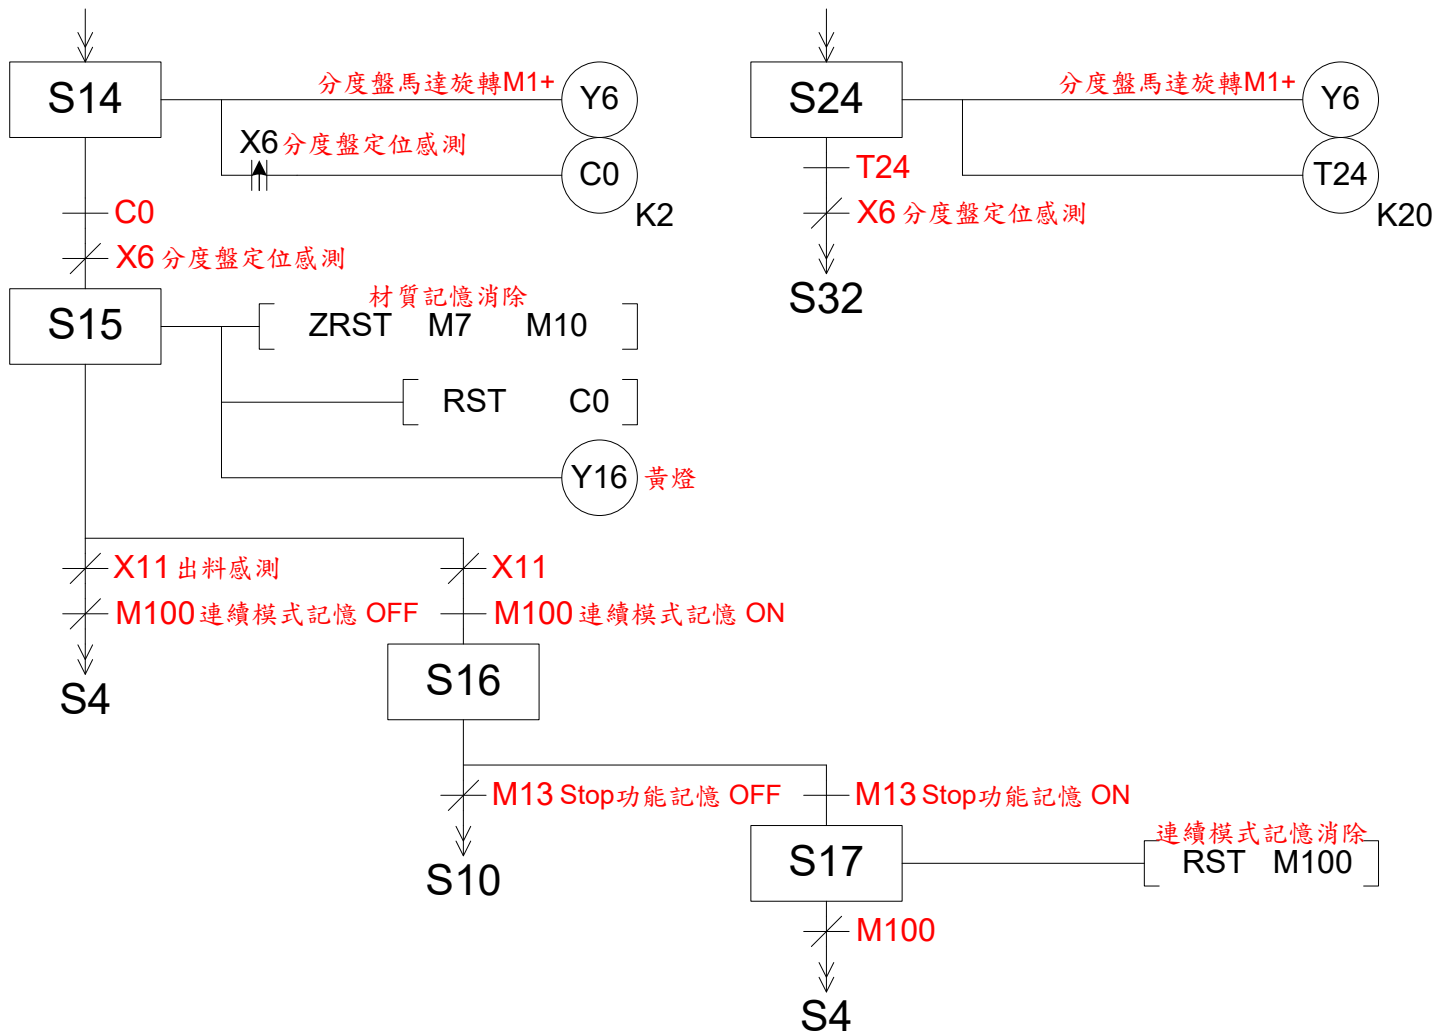 S14
分度盤馬達旋轉M1+
Y6
X6 分度盤定位感測
C0
K2
C0
X6 分度盤定位感測
S15
材質記憶消除
ZRST M7 M10
RST C0
Y16 黃燈
X11 出料感測
X11
M100 連續模式記憶 OFF
M100 連續模式記憶 ON
S4
S16
M13 Stop功能記憶 OFF
M13 Stop功能記憶 ON
S10
S17
連續模式記憶消除
RST M100
M100
S4
S24
分度盤馬達旋轉M1+
Y6
T24
T24
K20
X6 分度盤定位感測
S32